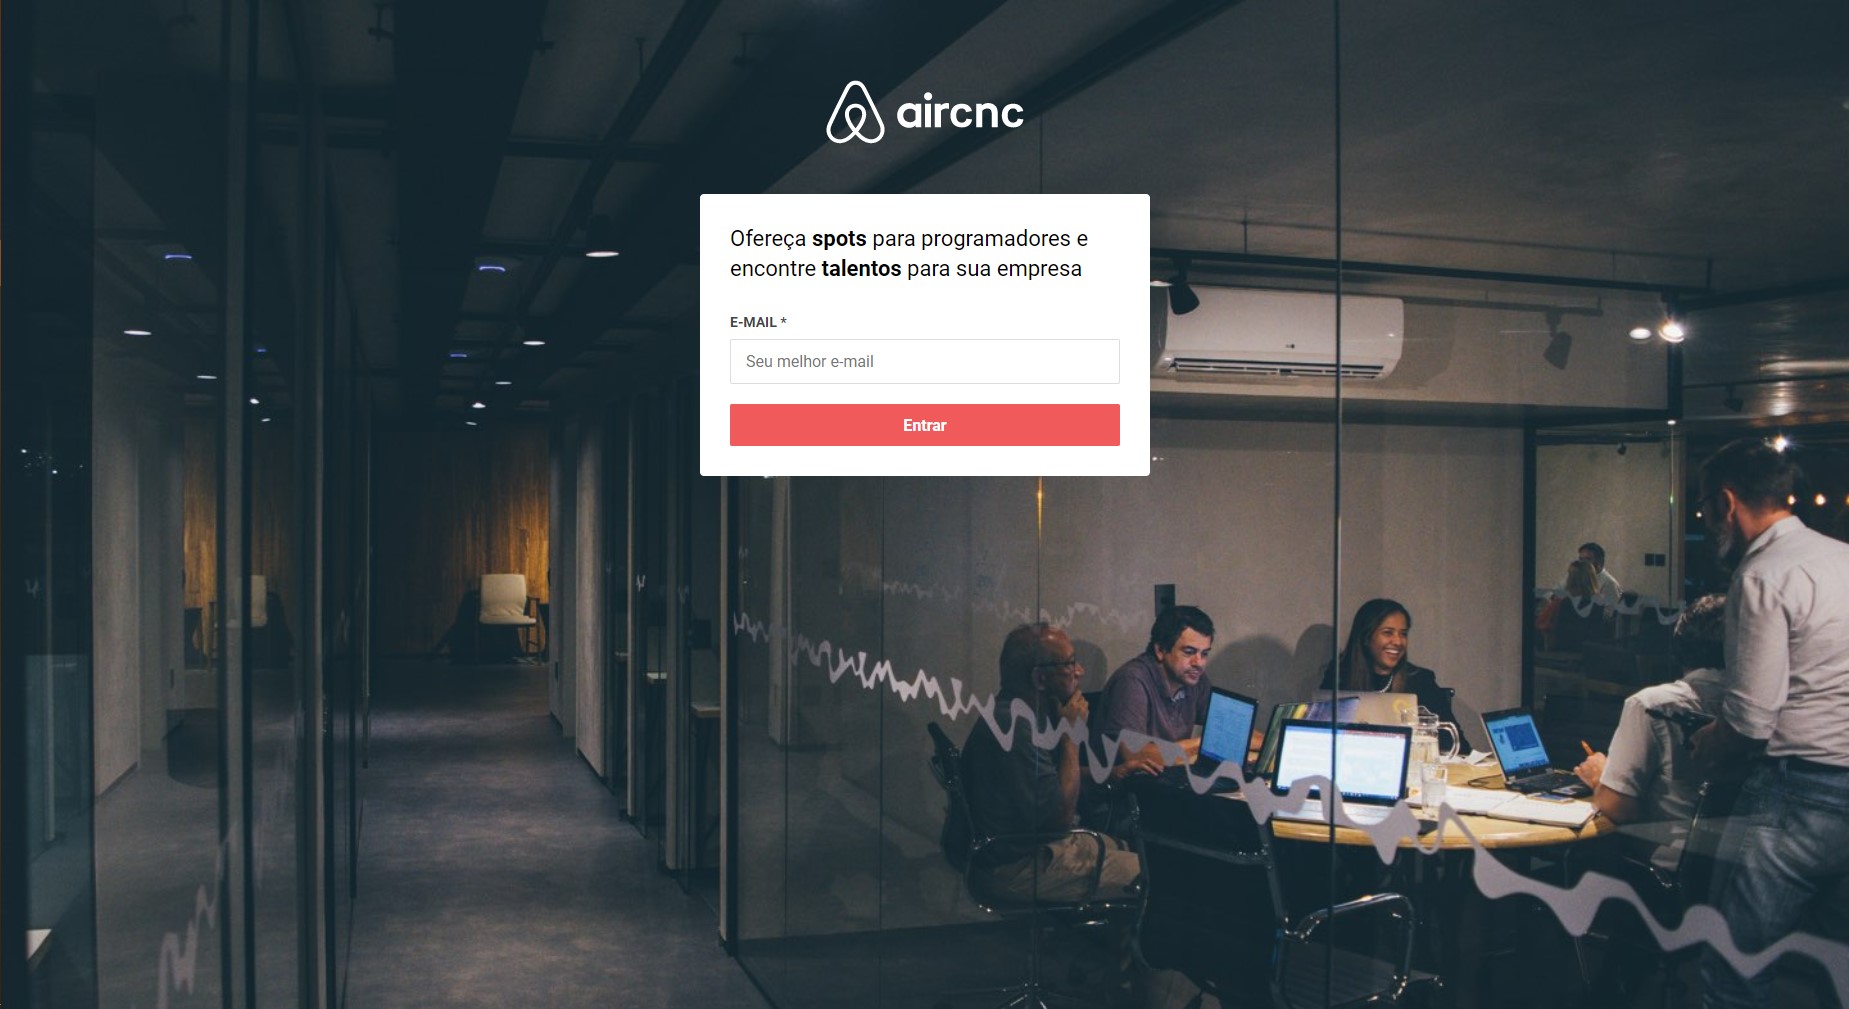 aircnc
Ofereça spots para programadores e
encontre talentos para sua empresa
E-MAIL *
Seu melhor e-mail
Entrar